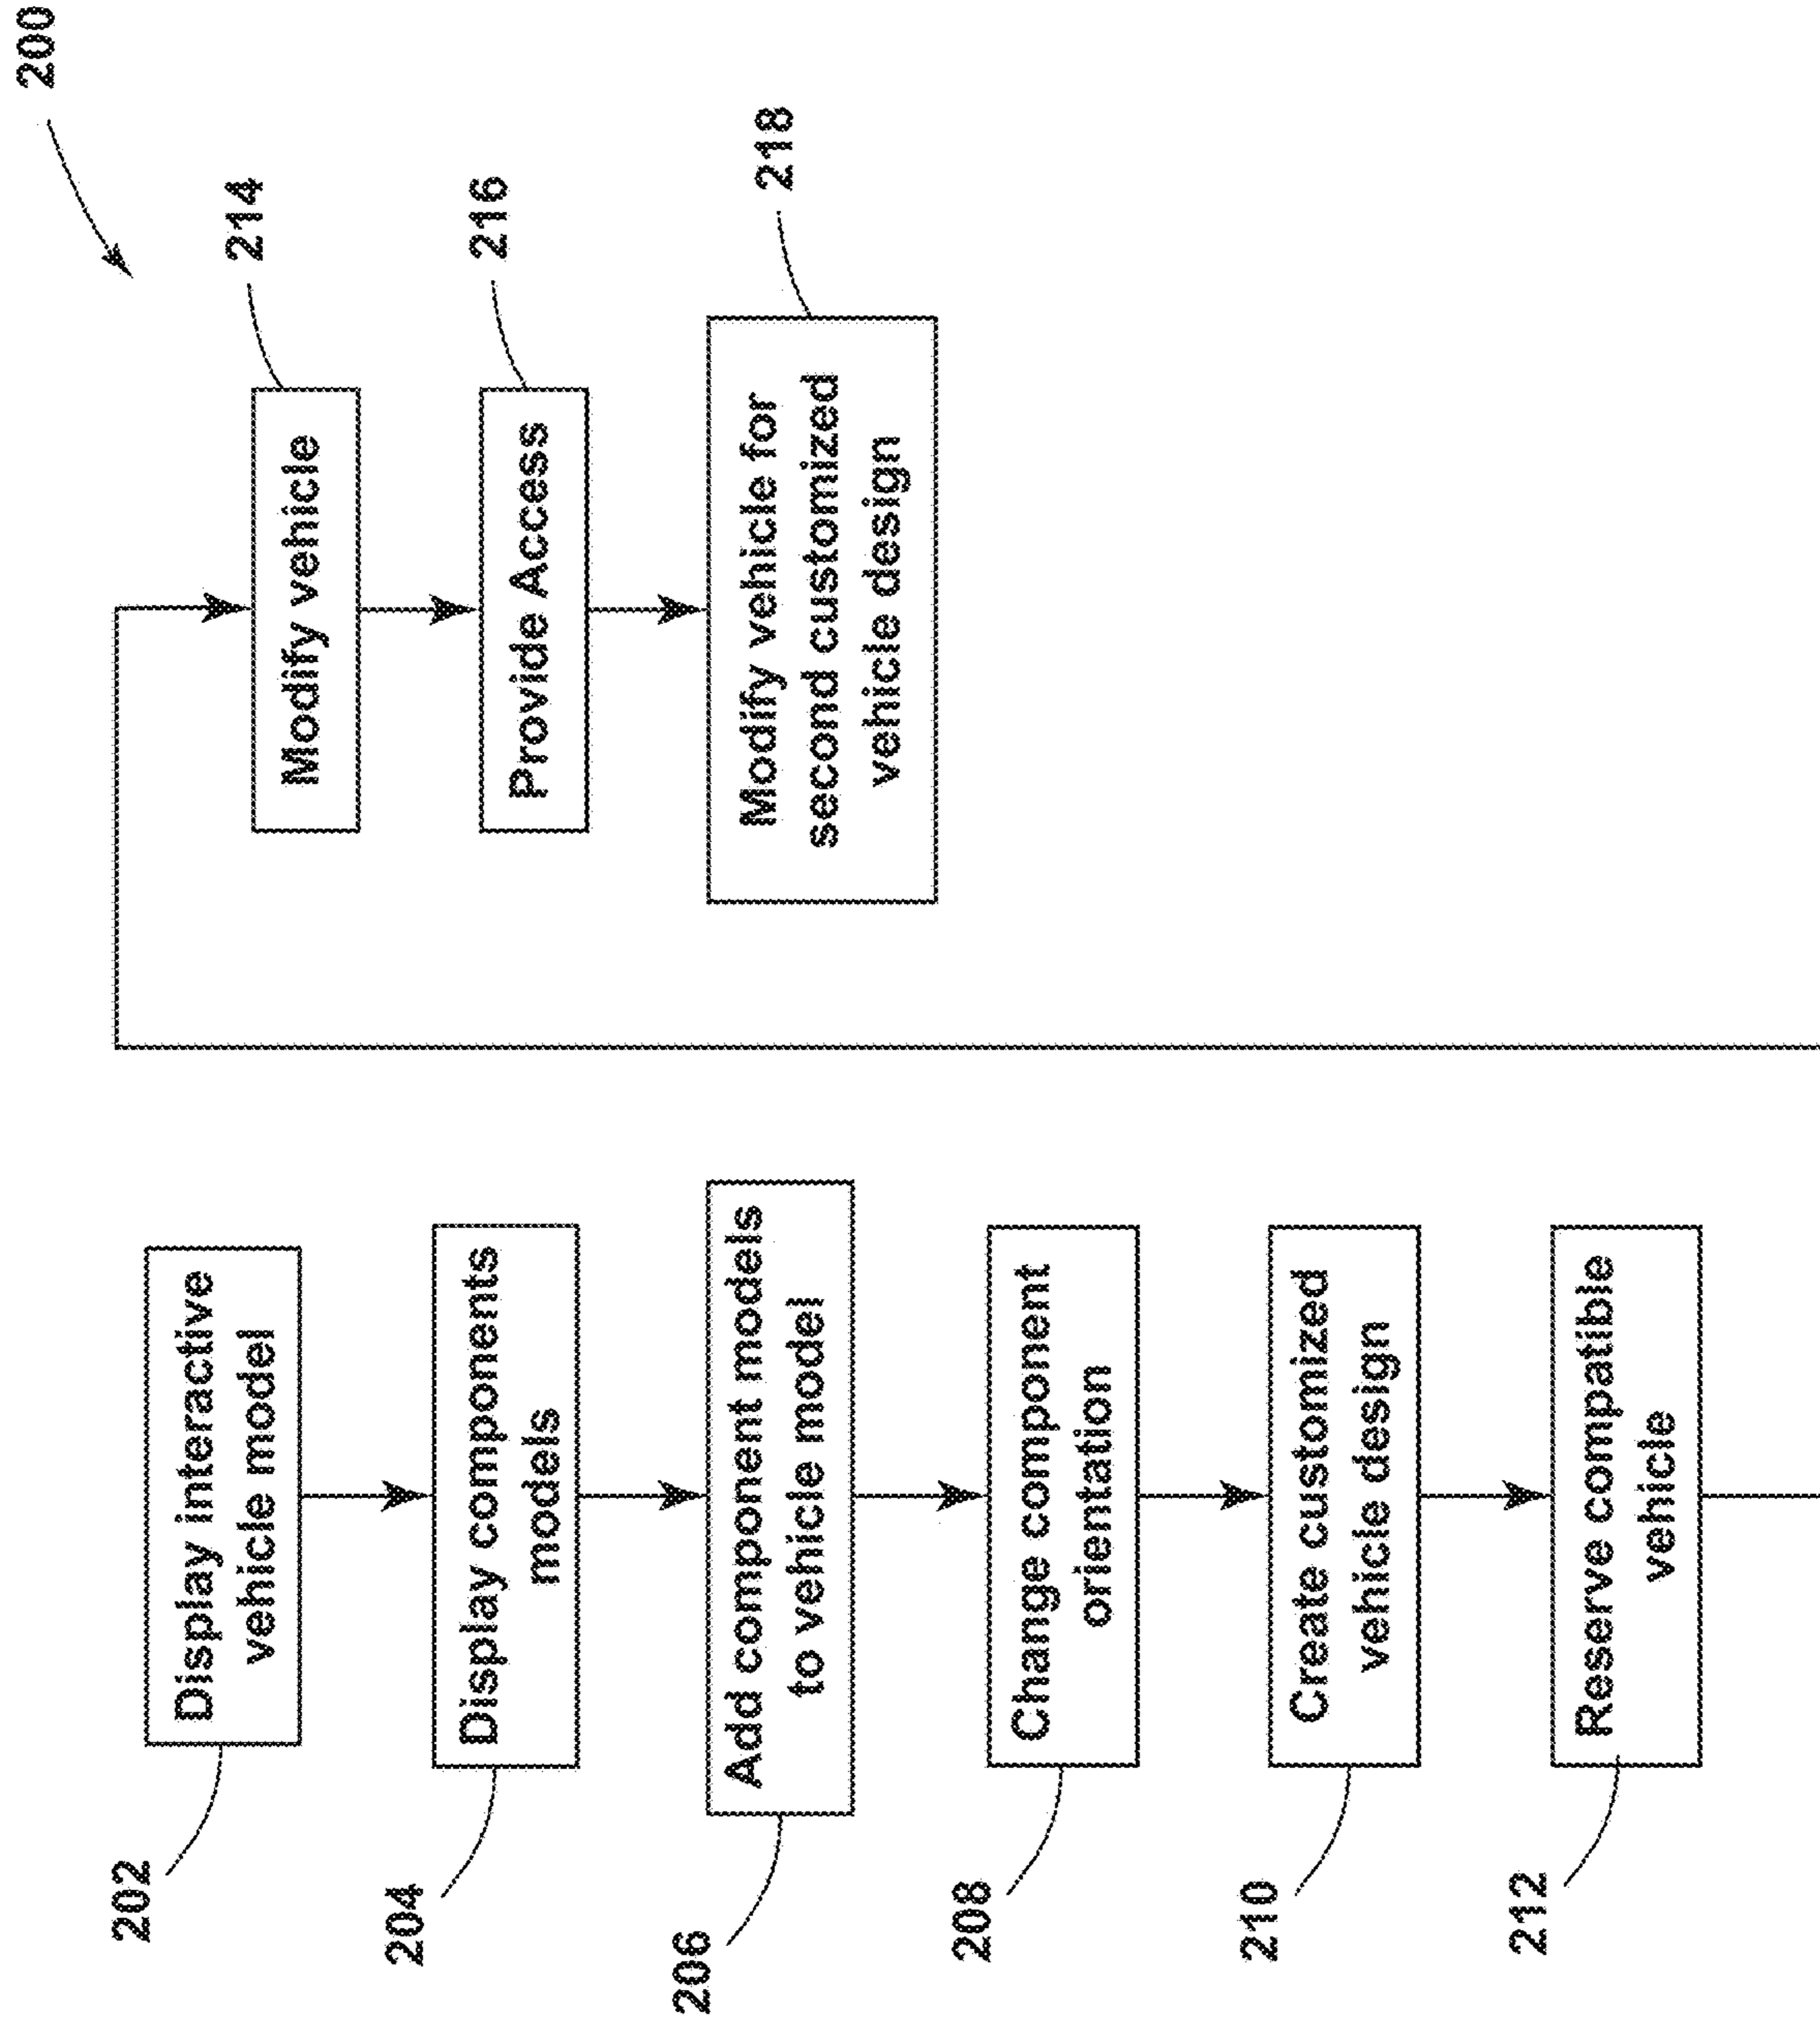 200
202
Display interactive
vehicle model
204
Display components
models
206
Add component models
to vehicle model
208
Change component
orientation
210
Create customized
vehicle design
212
Reserve compatible
vehicle
214
Modify vehicle
216
Provide Access
218
Modify vehicle for
second customized
vehicle design